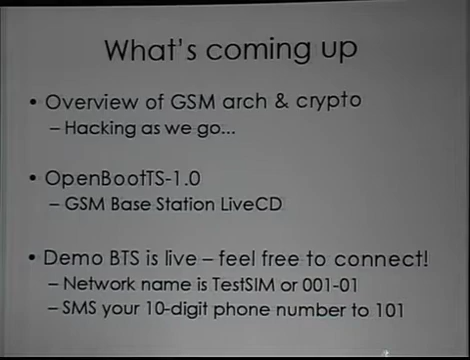 What's coming up
• Overview of GSM arch & crypto
– Hacking as we go...
• OpenBootTS-1.0
– GSM Base Station LiveCD
• Demo BTS is live – feel free to connect!
– Network name is TestSIM or 001-01
– SMS your 10-digit phone number to 101